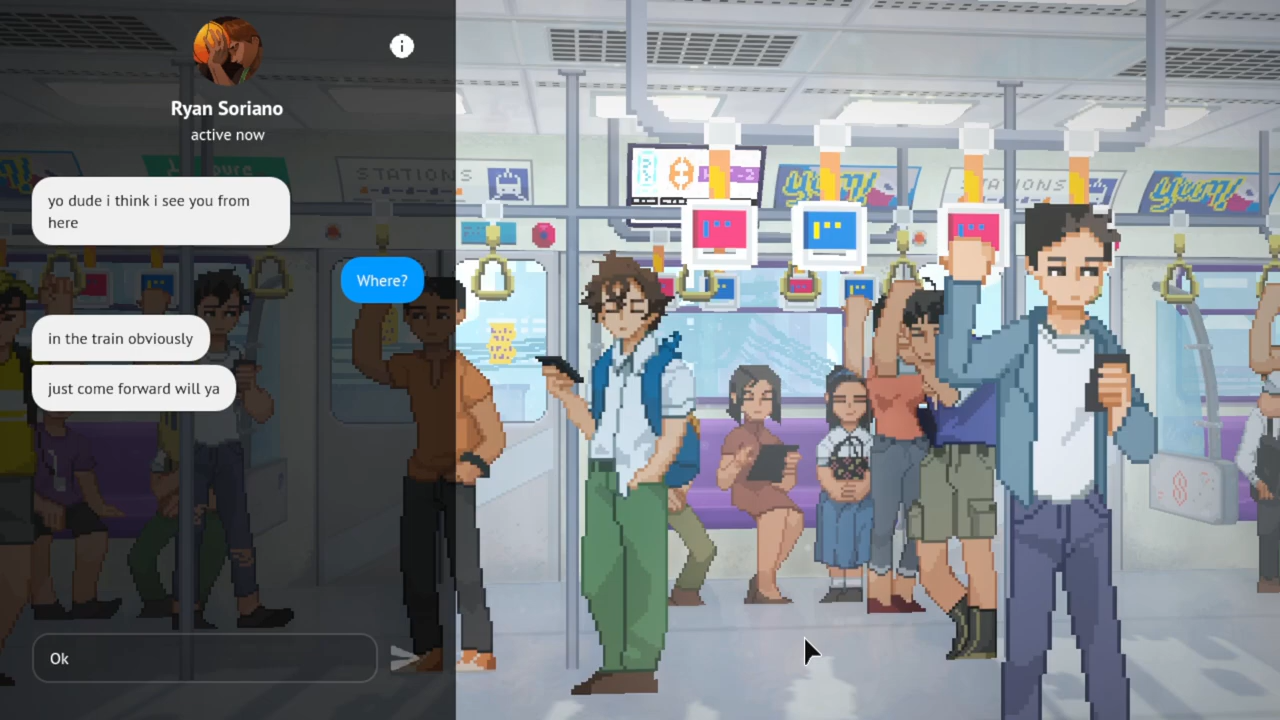 Ryan Soriano
active now
yo dude i think i see you from
here
Where?
in the train obviously
just come forward will ya
Ok
STATIONS
yum!
yum!